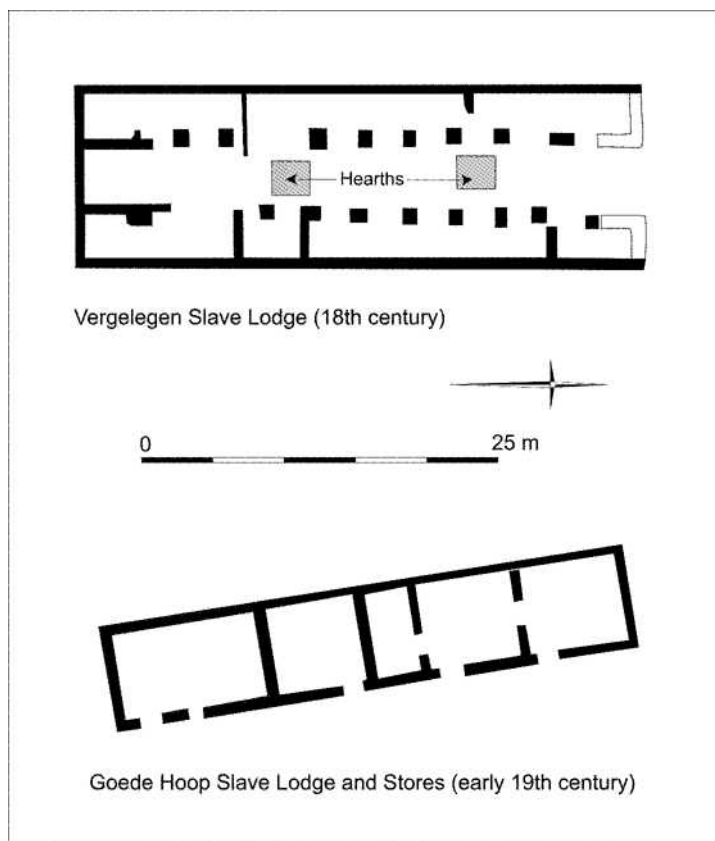 Hearths
Vergelegen Slave Lodge (18th century)
0 25 m
Goede Hoop Slave Lodge and Stores (early 19th century)